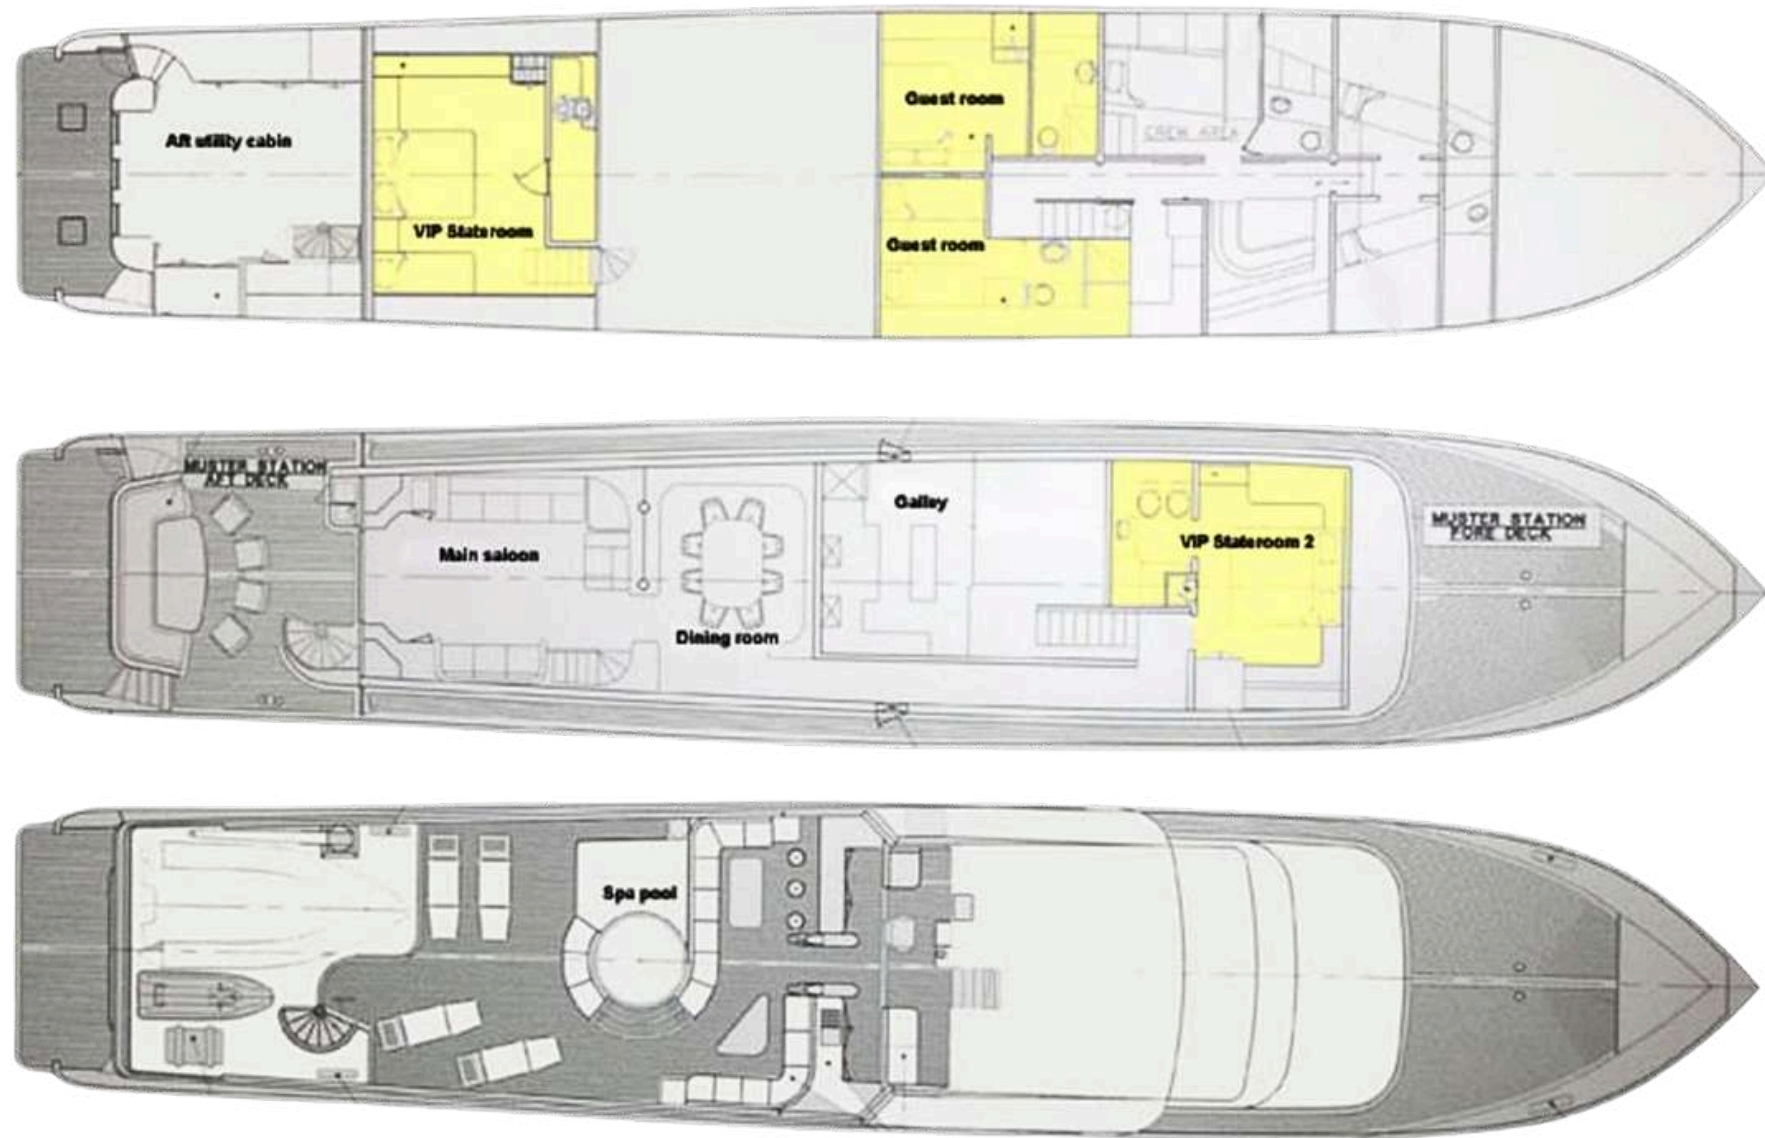 Guest room
Aft utility cabin
CREW AREA
VIP Stateroom
Guest room
MUSTER STATION
AFT DECK
Galley
MUSTER STATION
FORE DECK
Main saloon
VIP Stateroom 2
Dining room
Spa pool